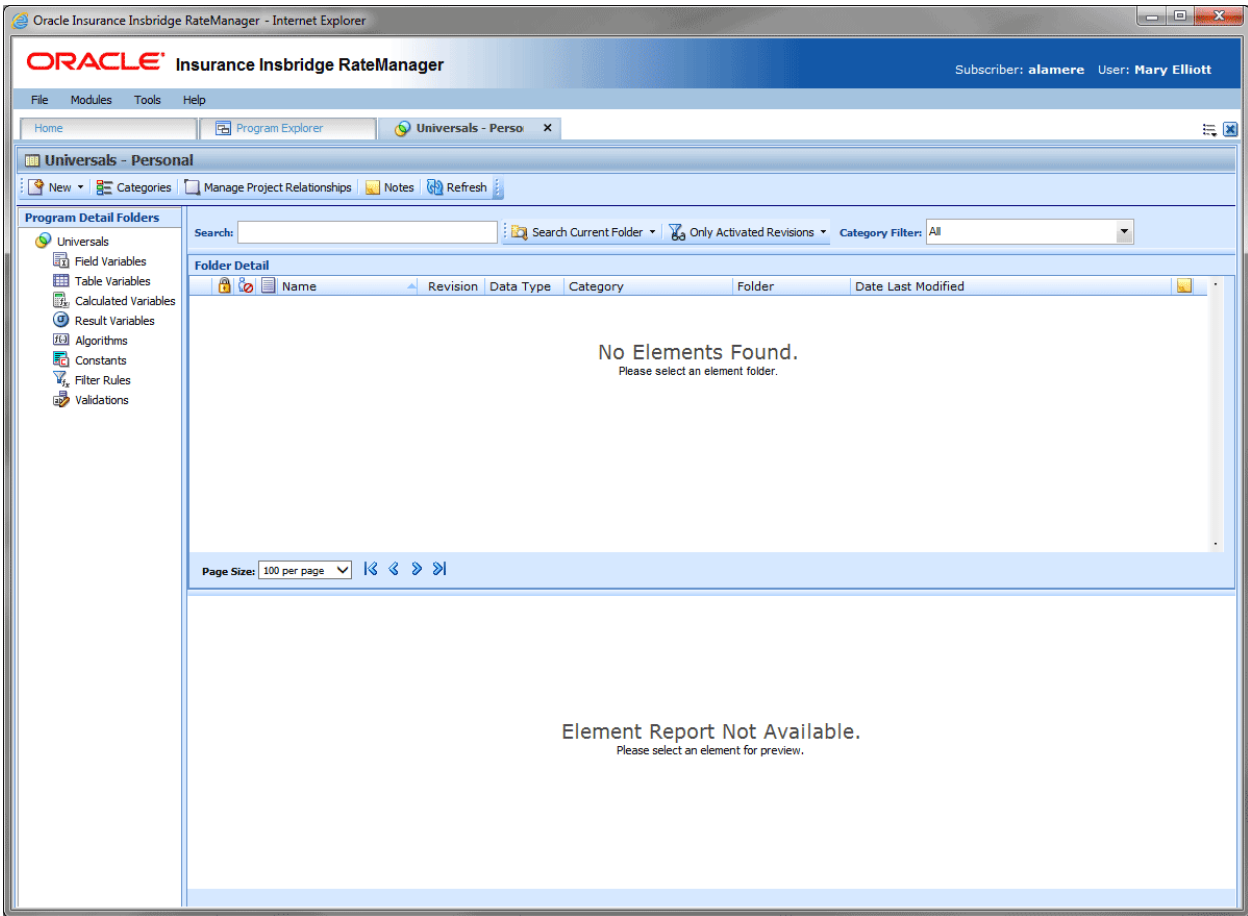 Oracle Insurance Insbridge RateManager - Internet Explorer
ORACLE Insurance Insbridge RateManager
Subscriber: alamere User: Mary Elliott
File Modules Tools Help
Home Program Explorer Universals - Perso x
Universals - Personal
New Categories Manage Project Relationships Notes Refresh
Program Detail Folders
Universals
Field Variables
Table Variables
Calculated Variables
Result Variables
Algorithms
Constants
Filter Rules
Validations
Search: Search Current Folder Only Activated Revisions Category Filter: All
Folder Detail
Name Revision Data Type Category Folder Date Last Modified
No Elements Found.
Please select an element folder.
Page Size: 100 per page
Element Report Not Available.
Please select an element for preview.